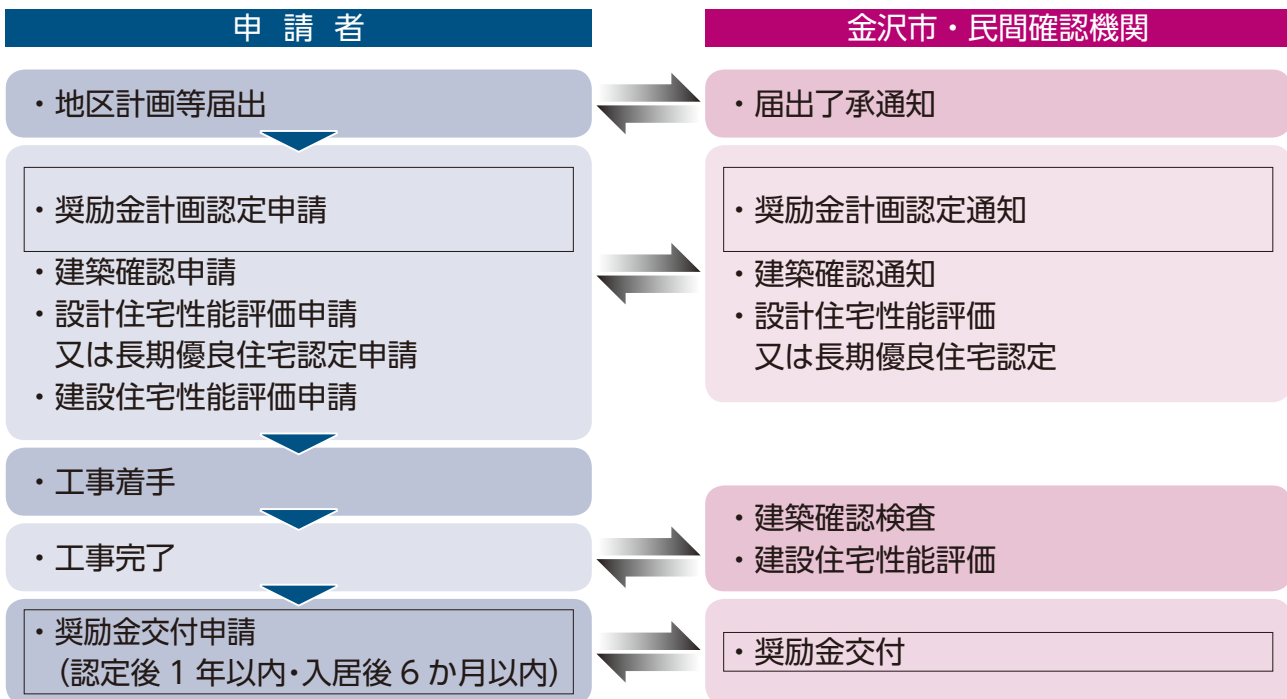 申請者
金沢市・民間確認機関
・地区計画等届出
・届出了承通知
・奨励金計画認定申請
・建築確認申請
・設計住宅性能評価申請
又は長期優良住宅認定申請
・建設住宅性能評価申請
・奨励金計画認定通知
・建築確認通知
・設計住宅性能評価
又は長期優良住宅認定
・工事着手
・工事完了
・建築確認検査
・建設住宅性能評価
・奨励金交付申請
（認定後 1 年以内・入居後 6 か月以内）
・奨励金交付